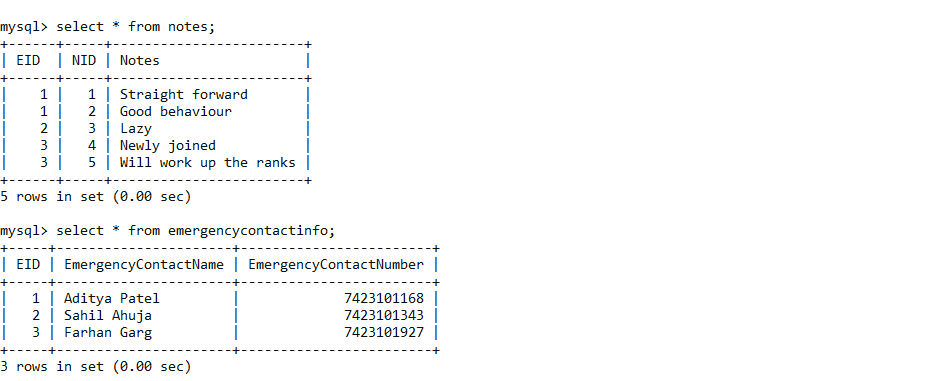 mysql> select * from notes;
+------+-----+------------------------+
| EID  | NID | Notes                  |
+------+-----+------------------------+
|    1 |   1 | Straight forward       |
|    1 |   2 | Good behaviour         |
|    2 |   3 | Lazy                   |
|    3 |   4 | Newly joined           |
|    3 |   5 | Will work up the ranks |
+------+-----+------------------------+
5 rows in set (0.00 sec)

mysql> select * from emergencycontactinfo;
+-----+----------------------+------------------------+
| EID | EmergencyContactName | EmergencyContactNumber |
+-----+----------------------+------------------------+
|   1 | Aditya Patel         |             7423101168 |
|   2 | Sahil Ahuja          |             7423101343 |
|   3 | Farhan Garg          |             7423101927 |
+-----+----------------------+------------------------+
3 rows in set (0.00 sec)